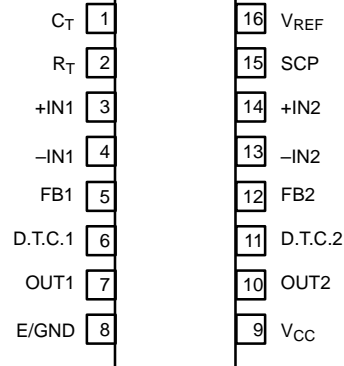 C_T 1 16 V_REF
R_T 2 15 SCP
+IN1 3 14 +IN2
–IN1 4 13 –IN2
FB1 5 12 FB2
D.T.C.1 6 11 D.T.C.2
OUT1 7 10 OUT2
E/GND 8 9 V_CC